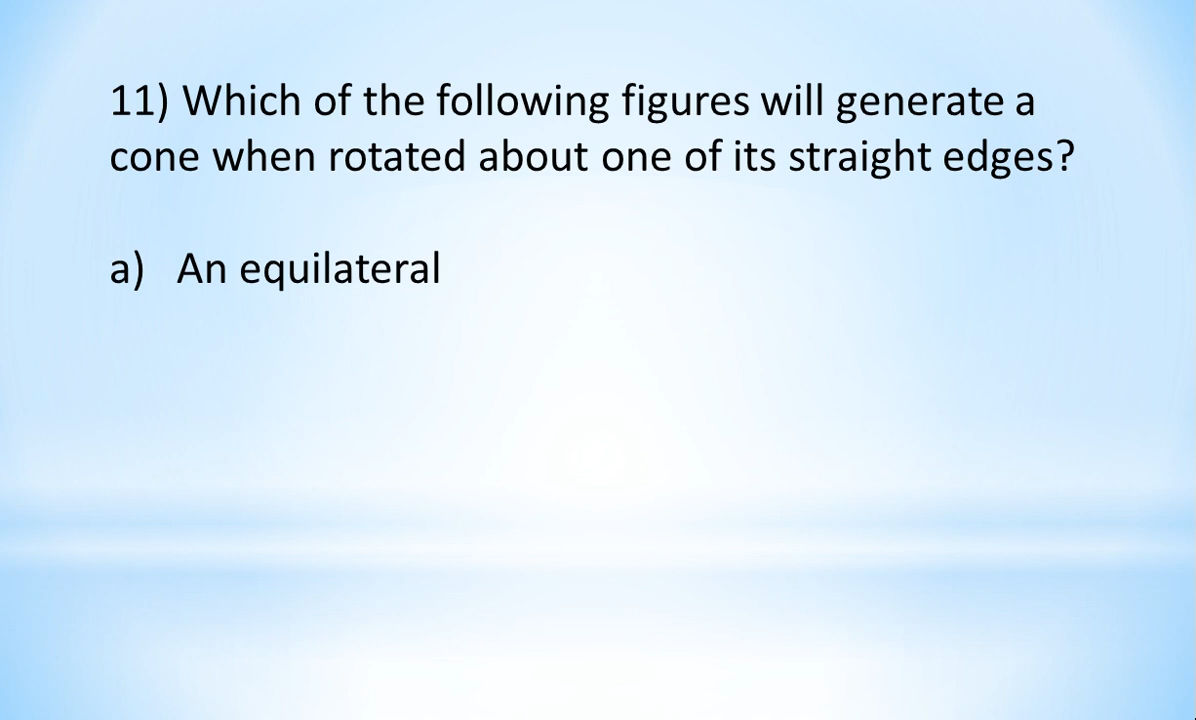 11) Which of the following figures will generate a
cone when rotated about one of its straight edges?
a) An equilateral